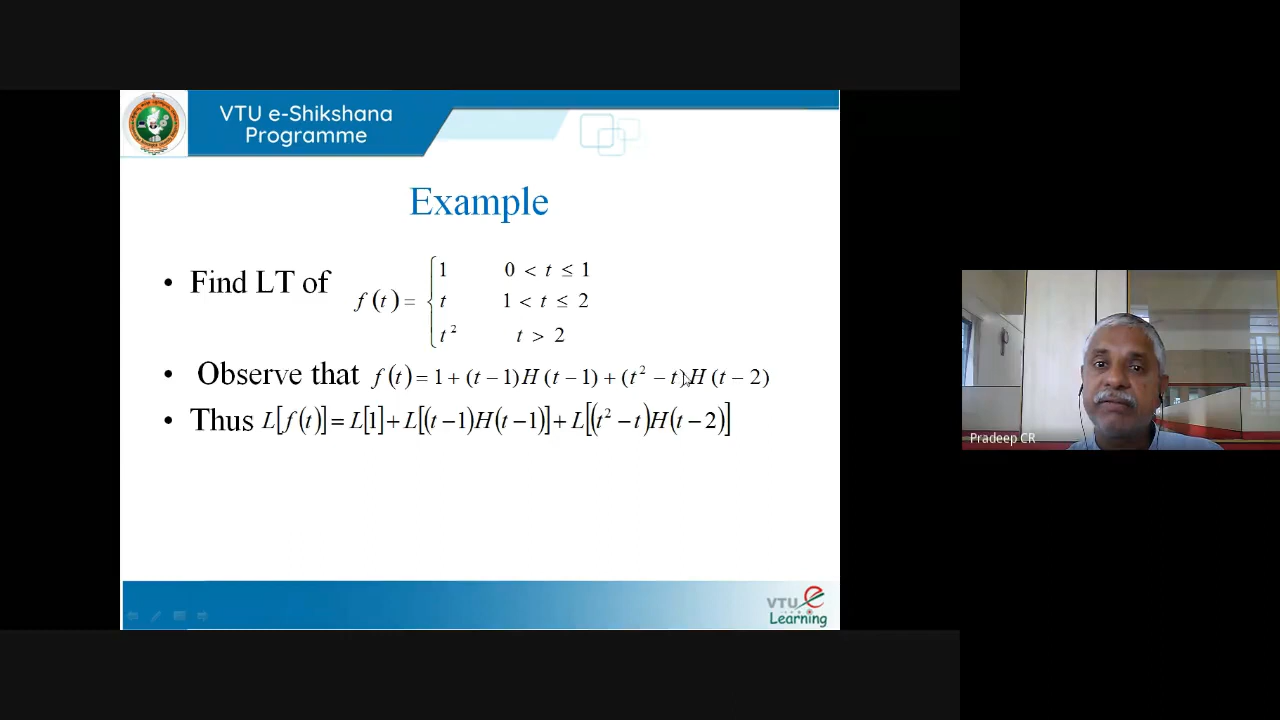 VTU e-Shikshana
Programme
Example
• Find LT of f(t) = { 1 0 < t ≤ 1
t 1 < t ≤ 2
t² t > 2
• Observe that f(t) = 1 + (t − 1)H(t − 1) + (t² − t)H(t − 2)
• Thus L[f(t)] = L[1] + L[(t − 1)H(t − 1)] + L[(t² − t)H(t − 2)]
Pradeep CR
VTU e
Learning